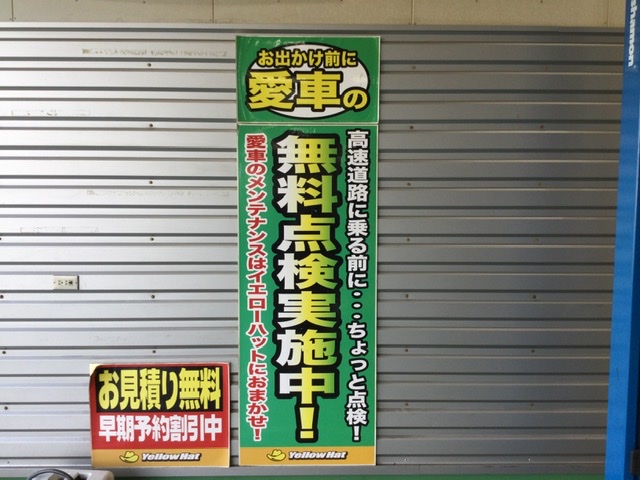 お出かけ前に
愛車の
高速道路に乗る前に・・・ちょっと点検！
無料点検実施中！
愛車のメンテナンスはイエローハットにおまかせ！
Yellow Hat
お見積り無料
早期予約割引中
Yellow Hat